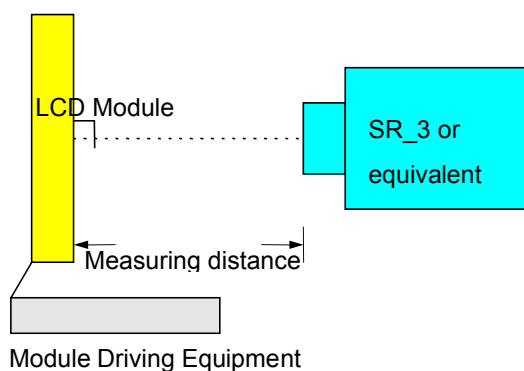 LCD Module
SR_3 or
equivalent
Measuring distance
Module Driving Equipment